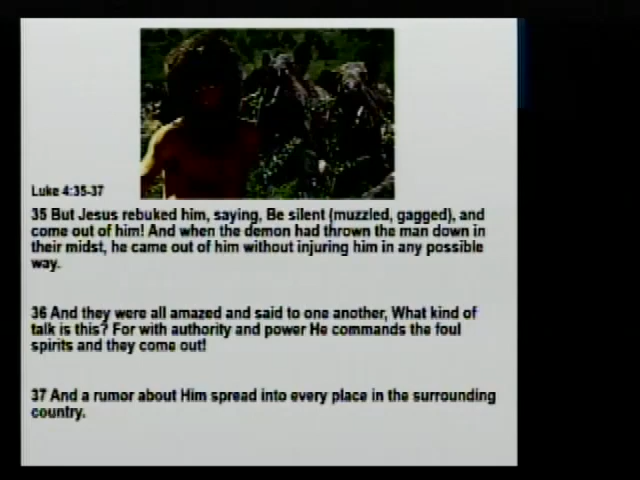 Luke 4:35-37
35 But Jesus rebuked him, saying, Be silent (muzzled, gagged), and
come out of him! And when the demon had thrown the man down in
their midst, he came out of him without injuring him in any possible
way.
36 And they were all amazed and said to one another, What kind of
talk is this? For with authority and power He commands the foul
spirits and they come out!
37 And a rumor about Him spread into every place in the surrounding
country.